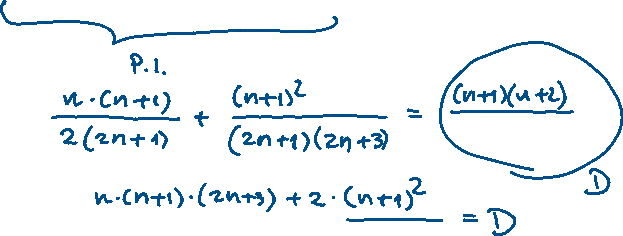 P.I.
n·(n+1)/2(2n+1) + (n+1)²/(2n+1)(2n+3) = (n+1)(n+2)
D
n·(n+1)·(2n+3) + 2·(n+1)² = D